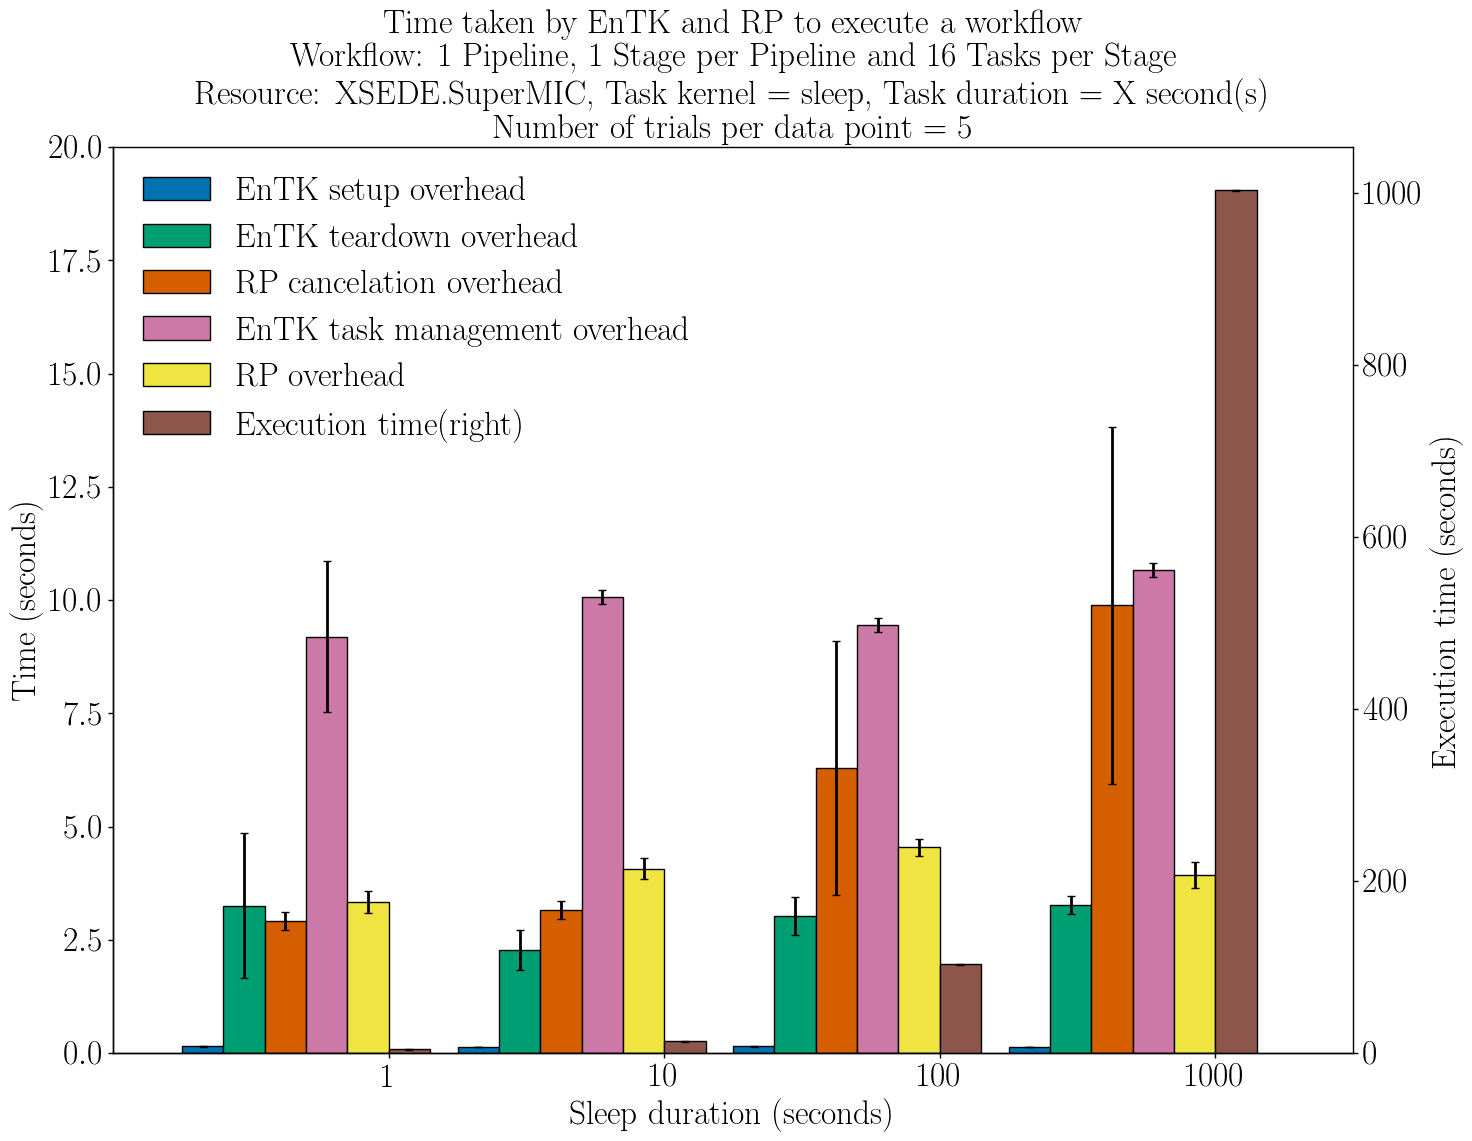 Time taken by EnTK and RP to execute a workflow
Workflow: 1 Pipeline, 1 Stage per Pipeline and 16 Tasks per Stage
Resource: XSEDE.SuperMIC, Task kernel = sleep, Task duration = X second(s)
Number of trials per data point = 5
EnTK setup overhead
EnTK teardown overhead
RP cancelation overhead
EnTK task management overhead
RP overhead
Execution time(right)
Time (seconds)
20.0
17.5
15.0
12.5
10.0
7.5
5.0
2.5
0.0
Execution time (seconds)
1000
800
600
400
200
0
1
10
100
1000
Sleep duration (seconds)